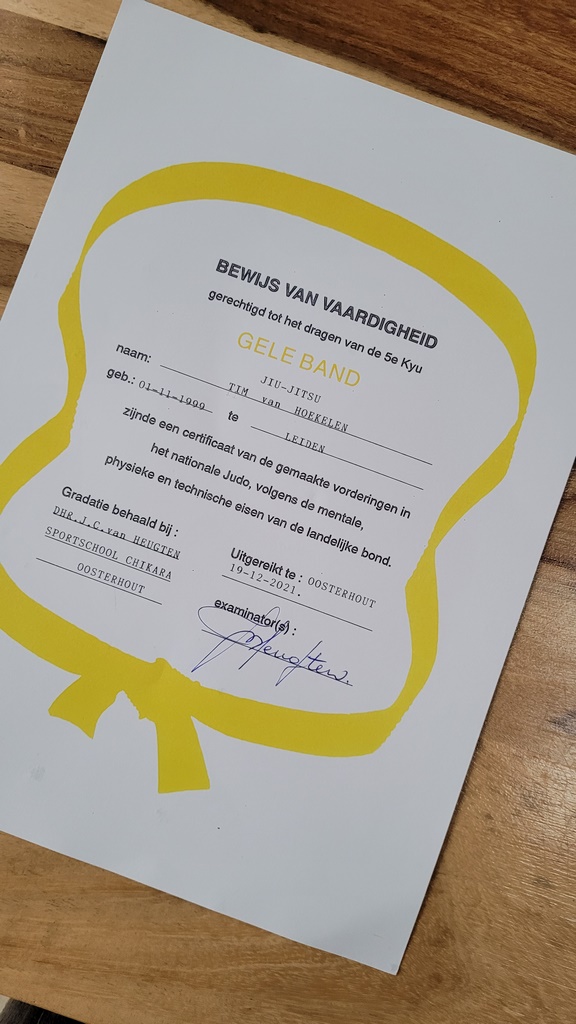 BEWIJS VAN VAARDIGHEID
gerechtigd tot het dragen van de 5e Kyu
GELE BAND
JIU-JITSU
naam: TIM van HOEKELEN
geb.: 01-11-1999 te LEIDEN
zijnde een certificaat van de gemaakte vorderingen in
het nationale Judo, volgens de mentale,
physieke en technische eisen van de landelijke bond.
Gradatie behaald bij :
DHR.J.C.van HEUGTEN
SPORTSCHOOL CHIKARA
OOSTERHOUT
Uitgereikt te : OOSTERHOUT
19-12-2021.
examinator(s) :